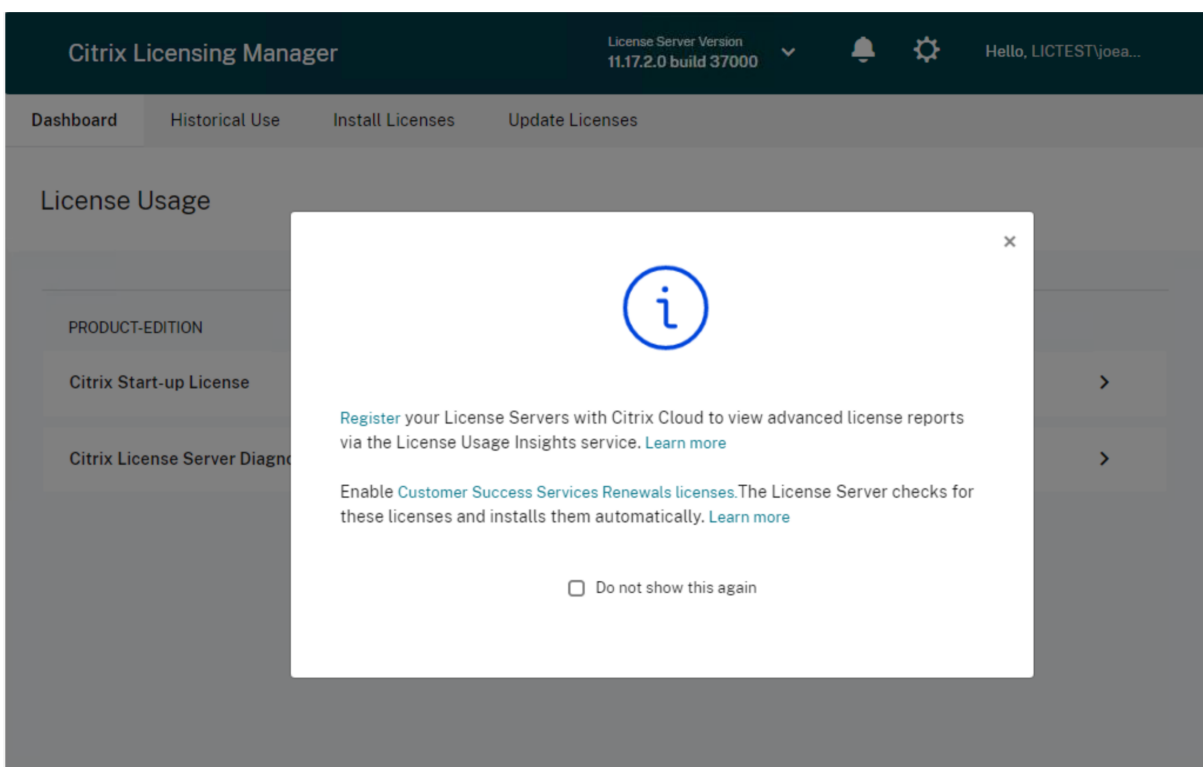 Citrix Licensing Manager
License Server Version
11.17.2.0 build 37000
Hello, LICTEST\joea...
Dashboard
Historical Use
Install Licenses
Update Licenses
License Usage
PRODUCT-EDITION
Citrix Start-up License
Citrix License Server
Register your License Servers with Citrix Cloud to view advanced license reports
via the License Usage Insights service. Learn more
Enable Customer Success Services Renewals licenses.The License Server checks for
these licenses and installs them automatically. Learn more
Do not show this again